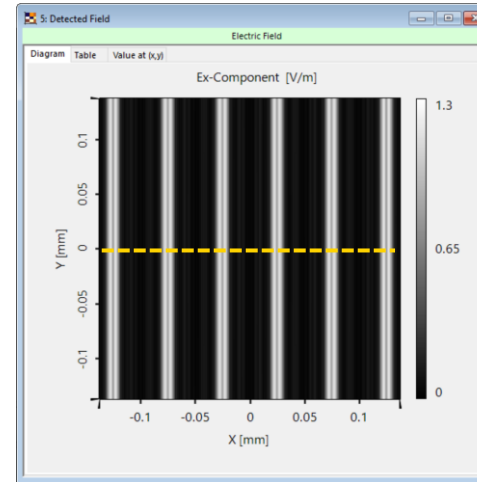 5: Detected Field
Electric Field
Diagram Table Value at (x,y)
Ex-Component [V/m]
1.3
0.65
0
0.1
0.05
0
-0.05
-0.1
Y [mm]
-0.1 -0.05 0 0.05 0.1
X [mm]